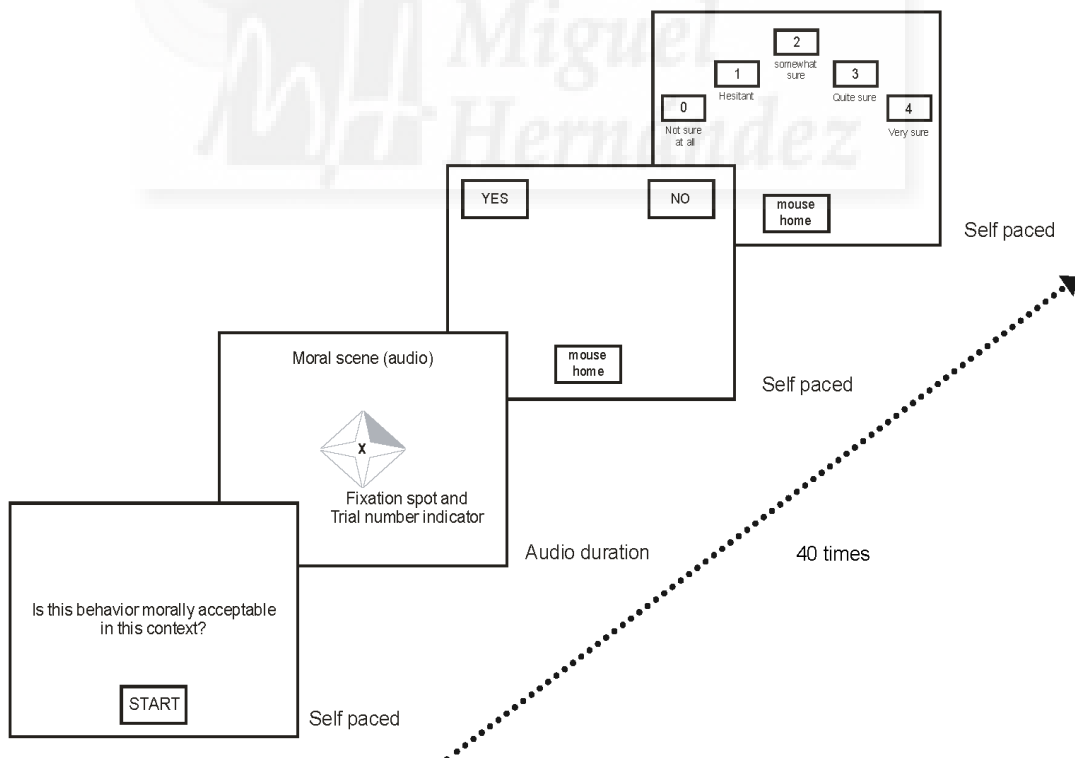 Miguel
Hernández
2
somewhat
sure
1
Hesitant
3
Quite sure
0
Not sure
at all
4
Very sure
mouse
home
Self paced
YES
NO
mouse
home
Self paced
Moral scene (audio)
X
Fixation spot and
Trial number indicator
Audio duration
40 times
Is this behavior morally acceptable
in this context?
START
Self paced